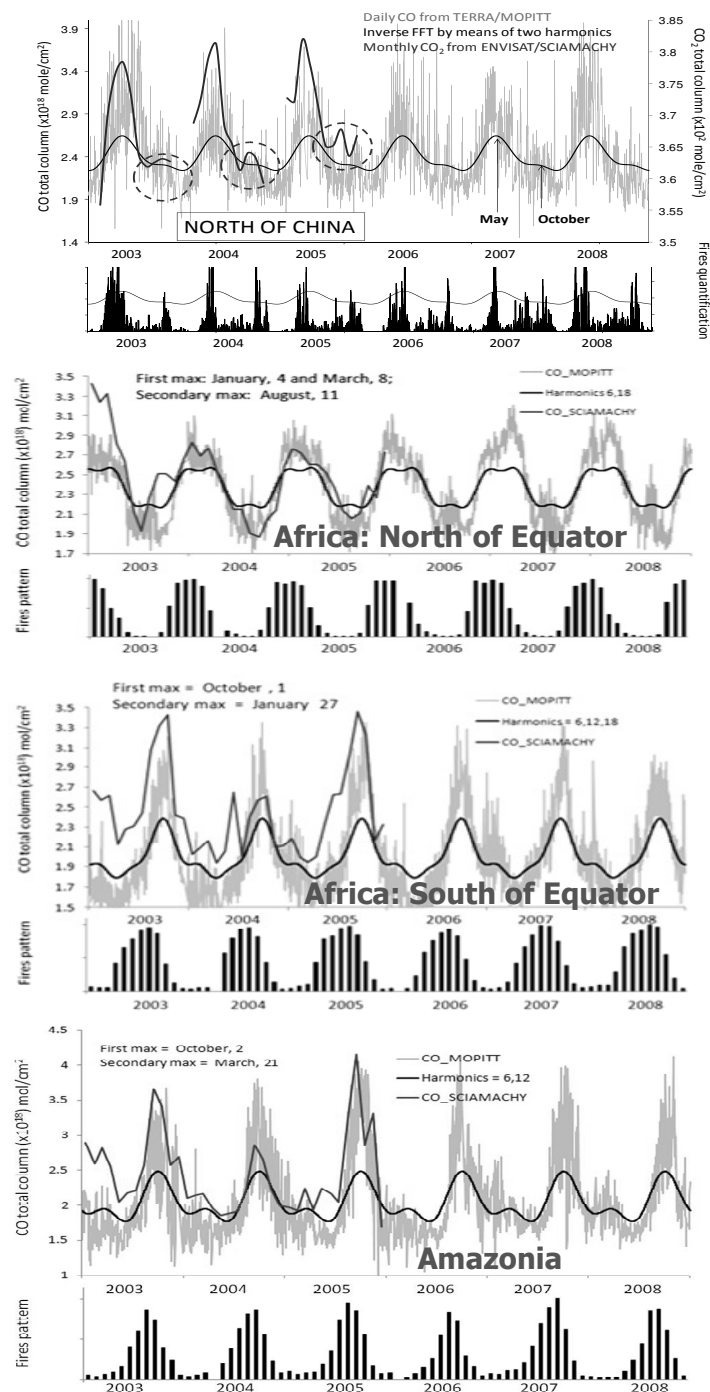 Daily CO from TERRA/MOPITT
Inverse FFT by means of two harmonics
Monthly CO₂ from ENVISAT/SCIAMACHY
CO total column (x10¹⁸ mole/cm²)
3.9
3.4
2.9
2.4
1.9
1.4
CO₂ total column (x10² mole/cm²)
3.85
3.8
3.75
3.7
3.65
3.6
3.55
3.5
May
October
NORTH OF CHINA
2003 2004 2005 2006 2007 2008
Fires quantification
2003 2004 2005 2006 2007 2008
CO total column (x10¹⁸) mol/cm²
3.5
3.3
3.1
2.9
2.7
2.5
2.3
2.1
1.9
1.7
First max: January, 4 and March, 8;
Secondary max: August, 11
CO_MOPITT
Harmonics 6,18
CO_SCIAMACHY
Africa: North of Equator
2003 2004 2005 2006 2007 2008
Fires pattern
2003 2004 2005 2006 2007 2008
CO total column (x10¹⁸) mol/cm²
3.5
3.3
3.1
2.9
2.7
2.5
2.3
2.1
1.9
1.7
1.5
First max = October , 1
Secondary max = January 27
CO_MOPITT
Harmonics = 6,12,18
CO_SCIAMACHY
Africa: South of Equator
2003 2004 2005 2006 2007 2008
Fires pattern
2003 2004 2005 2006 2007 2008
CO total column (x10¹⁸) mol/cm²
4.5
4
3.5
3
2.5
2
1.5
1
First max = October, 2
Secondary max = March, 21
CO_MOPITT
Harmonics = 6,12
CO_SCIAMACHY
Amazonia
2003 2004 2005 2006 2007 2008
Fires pattern
2003 2004 2005 2006 2007 2008